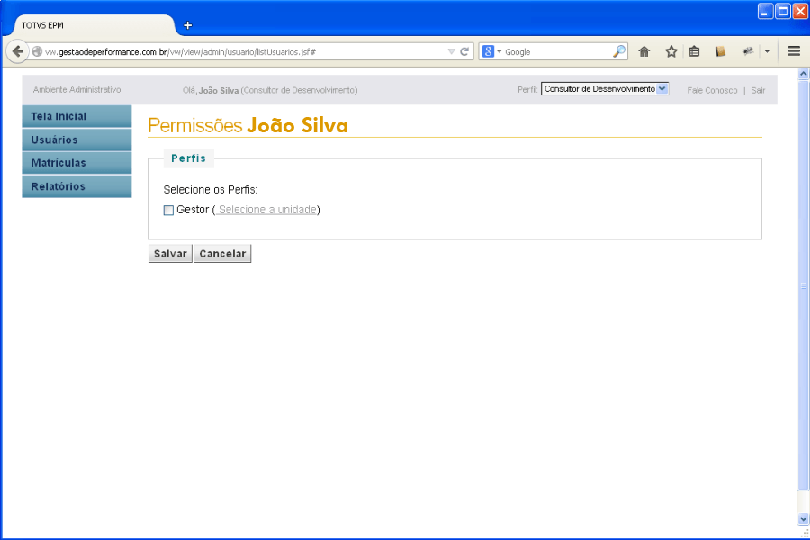 TOTVS EPM
vw.gestaodeperformance.com.br/vw/view/admin/usuario/listUsuarios.jsf#
Google
Ambiente Administrativo
Olá, João Silva (Consultor de Desenvolvimento)
Perfil: Consultor de Desenvolvimento
Fale Conosco | Sair
Tela Inicial
Usuários
Matrículas
Relatórios
Permissões João Silva
Perfis
Selecione os Perfis:
Gestor ( Selecione a unidade)
Salvar
Cancelar